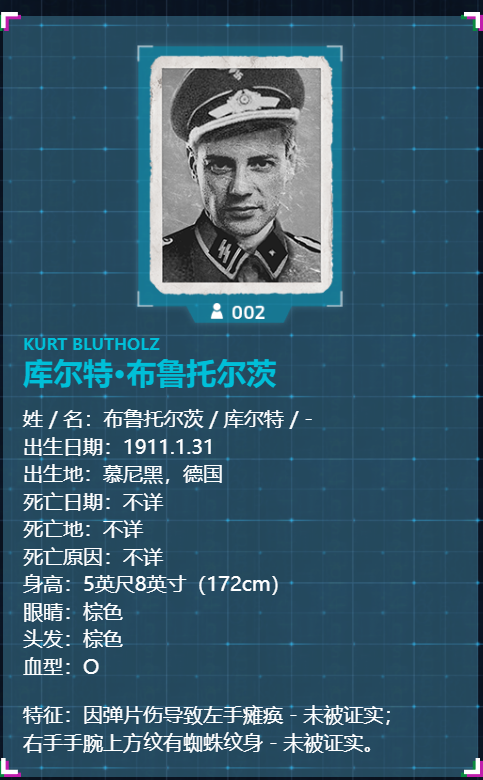 002
KURT BLUTHOLZ
库尔特•布鲁托尔茨
姓 / 名：布鲁托尔茨 / 库尔特 / -
出生日期：1911.1.31
出生地：慕尼黑，德国
死亡日期：不详
死亡地：不详
死亡原因：不详
身高：5英尺8英寸（172cm）
眼睛：棕色
头发：棕色
血型：O
特征：因弹片伤导致左手瘫痪 - 未被证实；
右手手腕上方纹有蜘蛛纹身 - 未被证实。